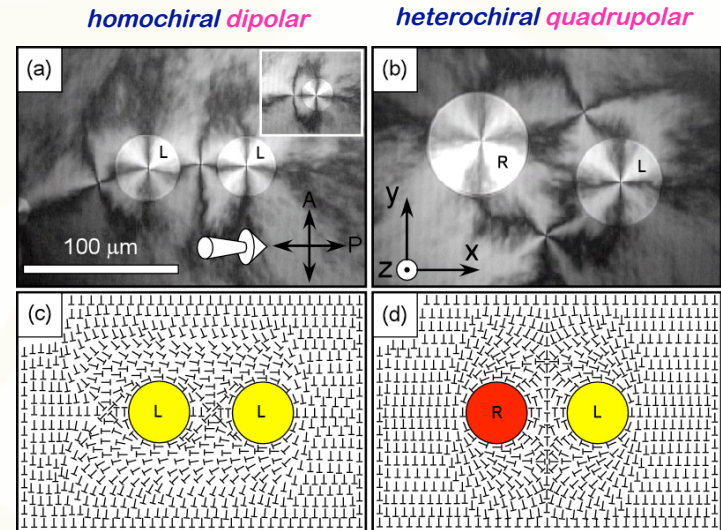 homochiral dipolar
heterochiral quadrupolar
(a)
L
L
A
P
100 μm
(b)
R
L
y
x
z
(c)
L
L
(d)
R
L